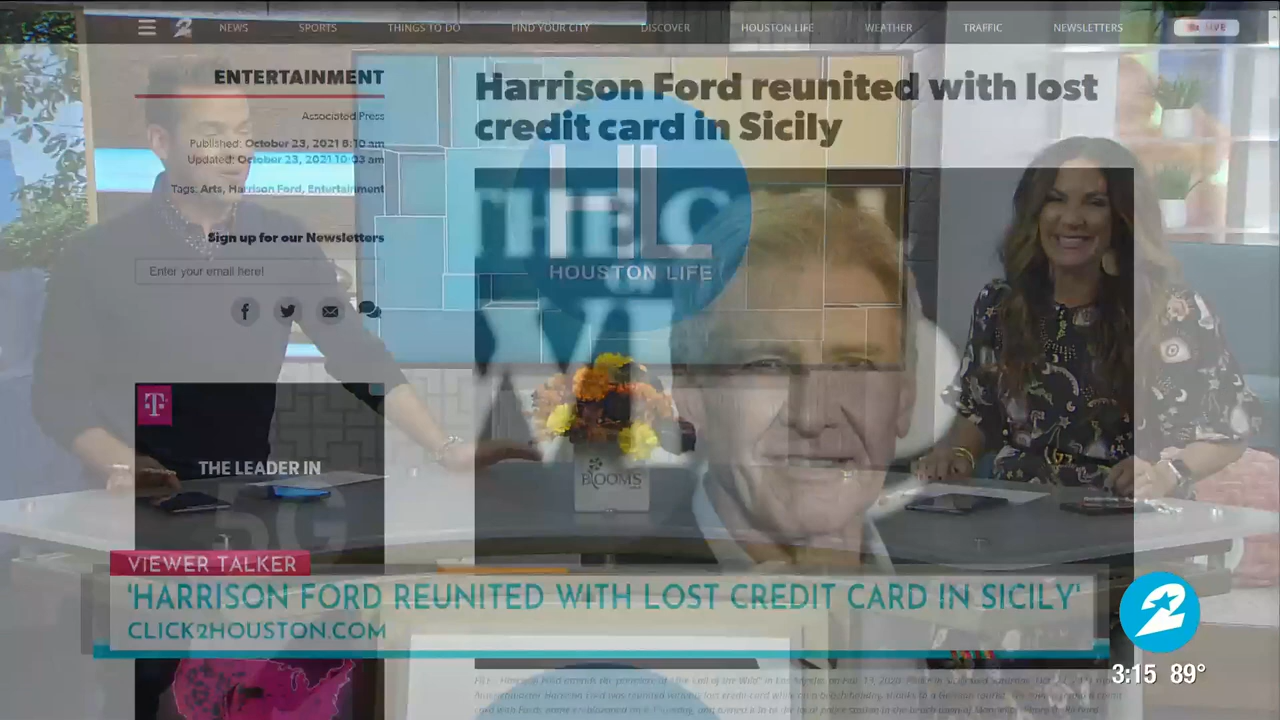 NEWS SPORTS THINGS TO DO FIND YOUR CITY DISCOVER HOUSTON LIFE WEATHER TRAFFIC NEWSLETTERS LIVE
ENTERTAINMENT
Associated Press
Published: October 23, 2021 8:10 am
Updated: October 23, 2021 10:03 am
Tags: Arts, Harrison Ford, Entertainment
Sign up for our Newsletters
Enter your email here!
Harrison Ford reunited with lost
credit card in Sicily
THE C
HL
HOUSTON LIFE
T
THE LEADER IN
5G
BLOOMS
VIEWER TALKER
'HARRISON FORD REUNITED WITH LOST CREDIT CARD IN SICILY'
CLICK2HOUSTON.COM
2
3:15 89°